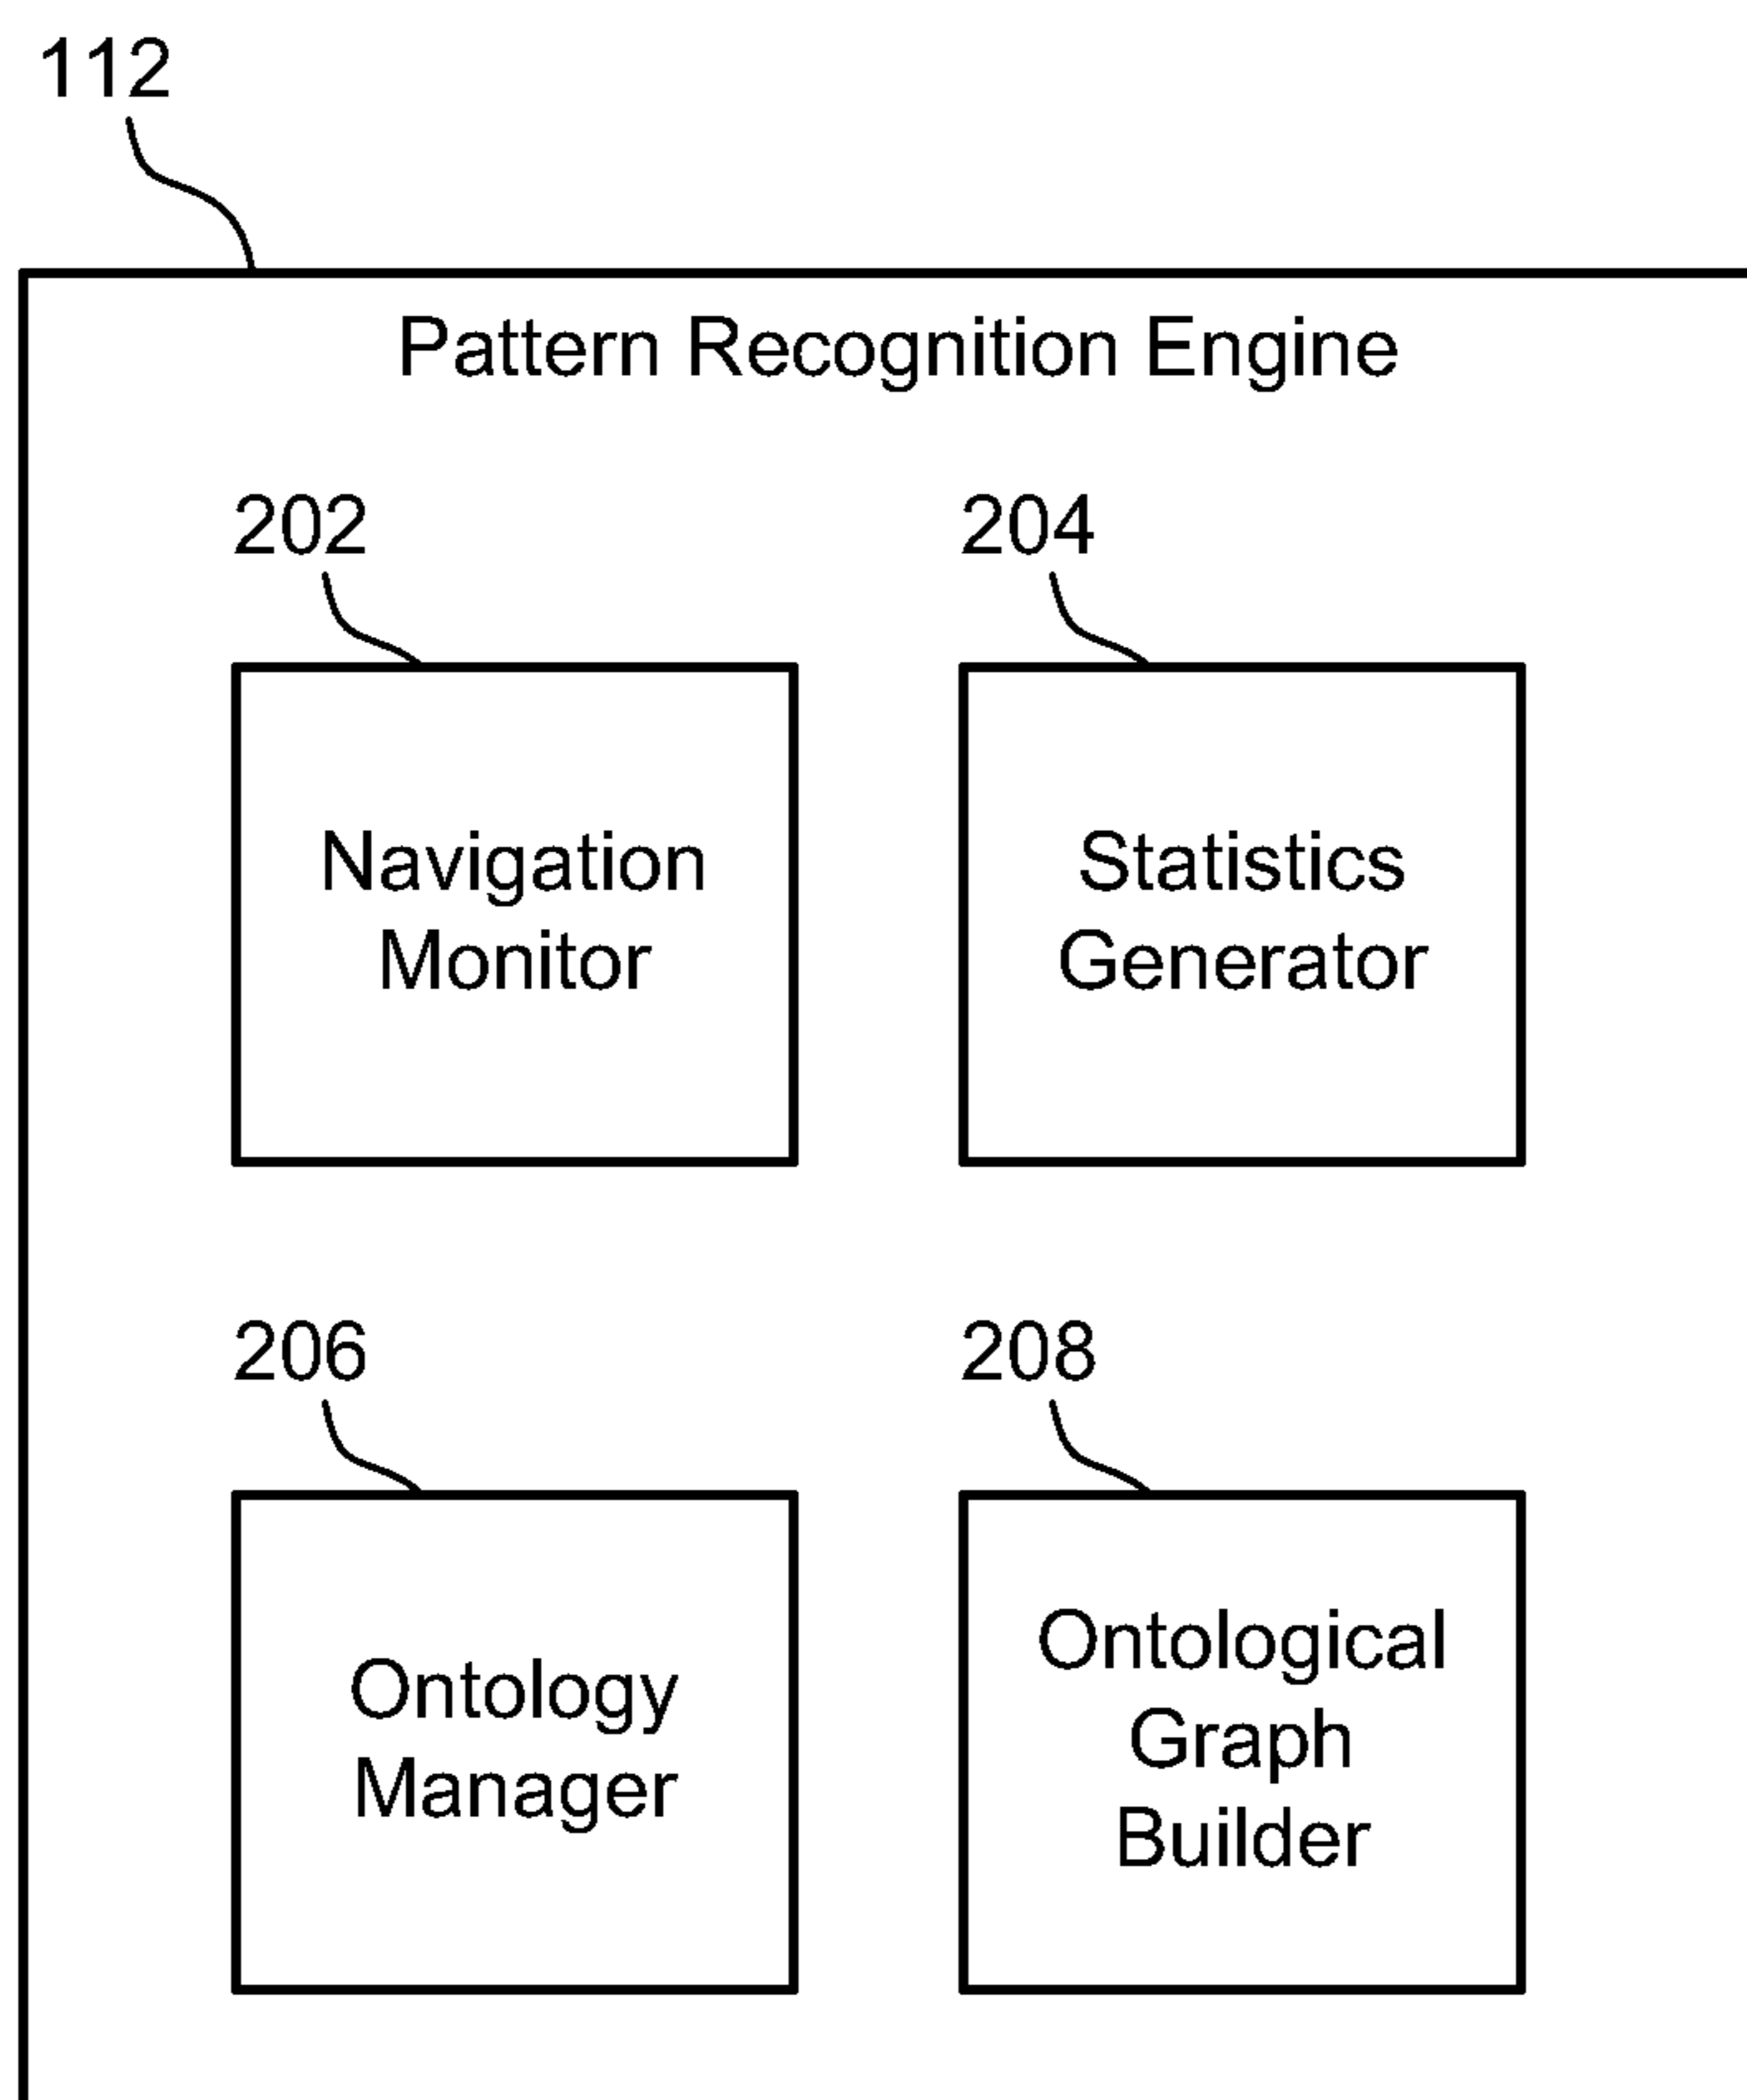 112
Pattern Recognition Engine
202
204
Navigation
Monitor
Statistics
Generator
206
208
Ontology
Manager
Ontological
Graph
Builder